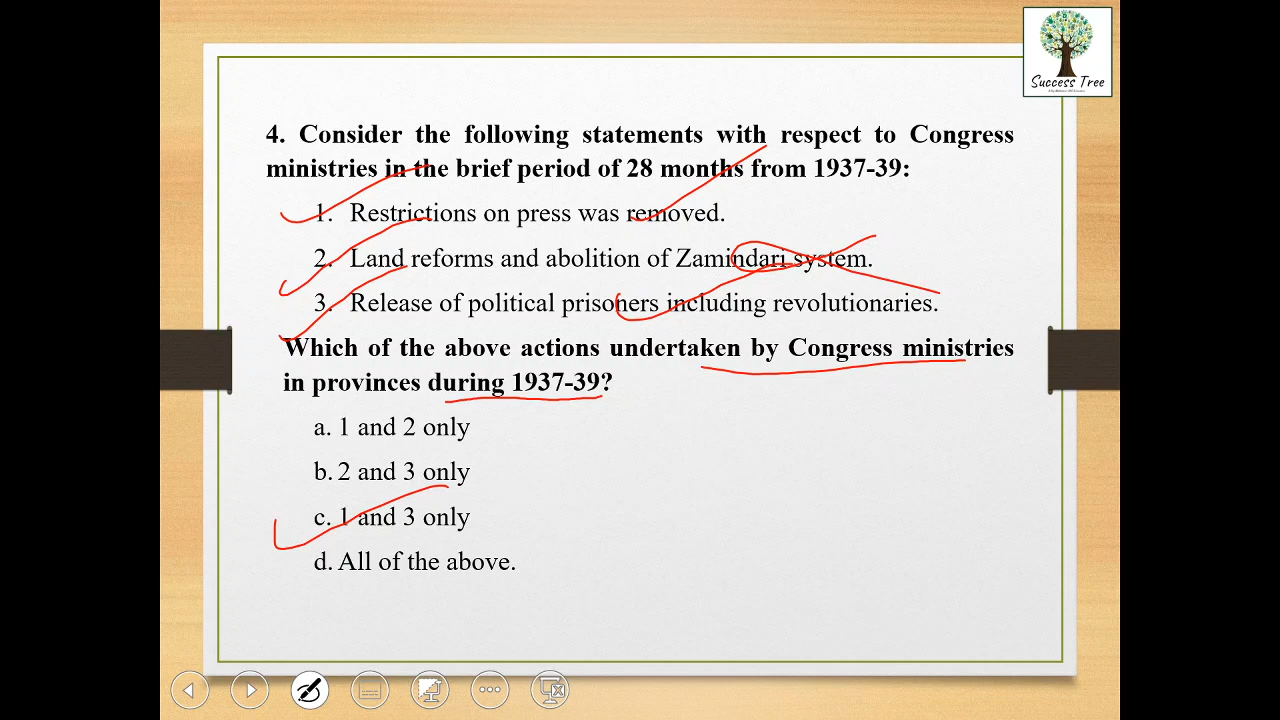 Success Tree
4. Consider the following statements with respect to Congress
ministries in the brief period of 28 months from 1937-39:
1. Restrictions on press was removed.
2. Land reforms and abolition of Zamindari system.
3. Release of political prisoners including revolutionaries.
Which of the above actions undertaken by Congress ministries
in provinces during 1937-39?
a. 1 and 2 only
b. 2 and 3 only
c. 1 and 3 only
d. All of the above.